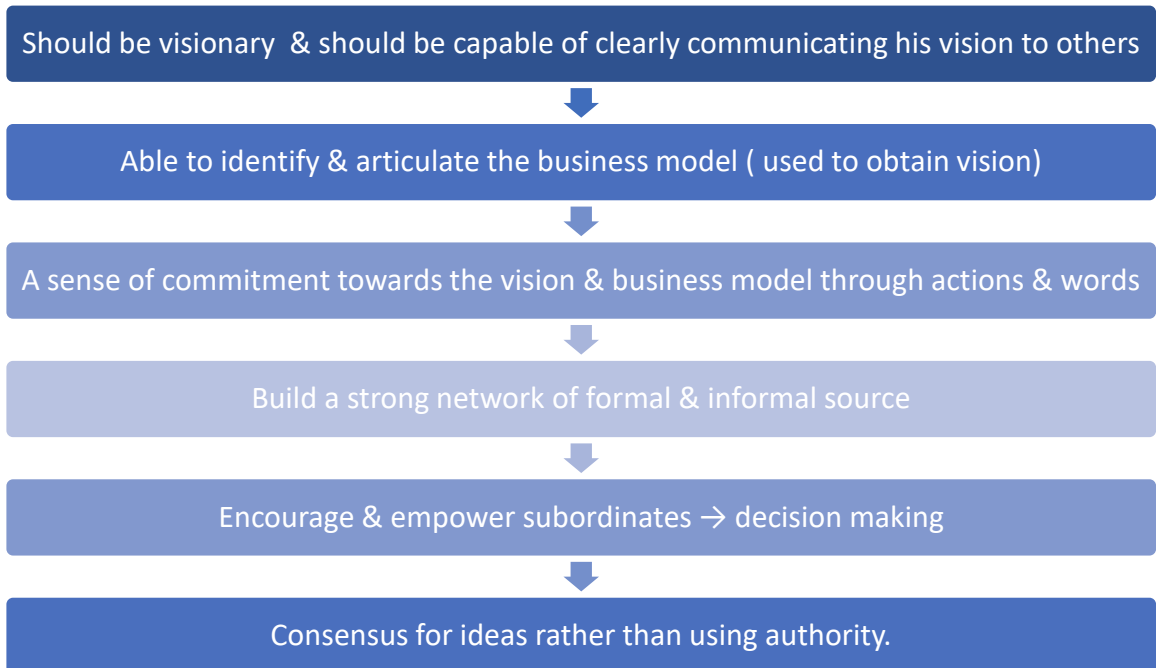 Should be visionary & should be capable of clearly communicating his vision to others
Able to identify & articulate the business model ( used to obtain vision)
A sense of commitment towards the vision & business model through actions & words
Build a strong network of formal & informal source
Encourage & empower subordinates → decision making
Consensus for ideas rather than using authority.